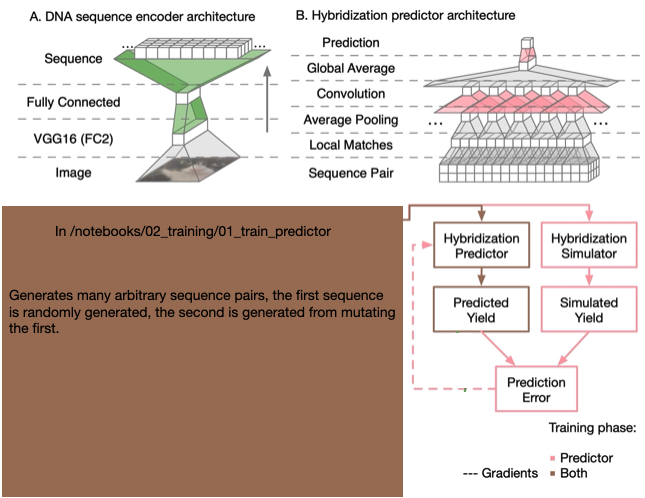 A. DNA sequence encoder architecture
Sequence
Fully Connected
VGG16 (FC2)
Image
B. Hybridization predictor architecture
Prediction
Global Average
Convolution
Average Pooling
Local Matches
Sequence Pair
In /notebooks/02_training/01_train_predictor
Generates many arbitrary sequence pairs, the first sequence
is randomly generated, the second is generated from mutating
the first.
Hybridization
Predictor
Hybridization
Simulator
Predicted
Yield
Simulated
Yield
Prediction
Error
Training phase:
Predictor
--- Gradients
Both